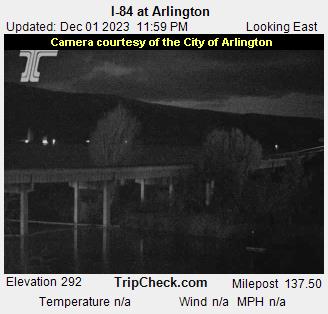 I-84 at Arlington
Updated: Dec 01 2023 11:59 PM Looking East
Camera courtesy of the City of Arlington
Elevation 292 TripCheck.com Milepost 137.50
Temperature n/a Wind n/a MPH n/a